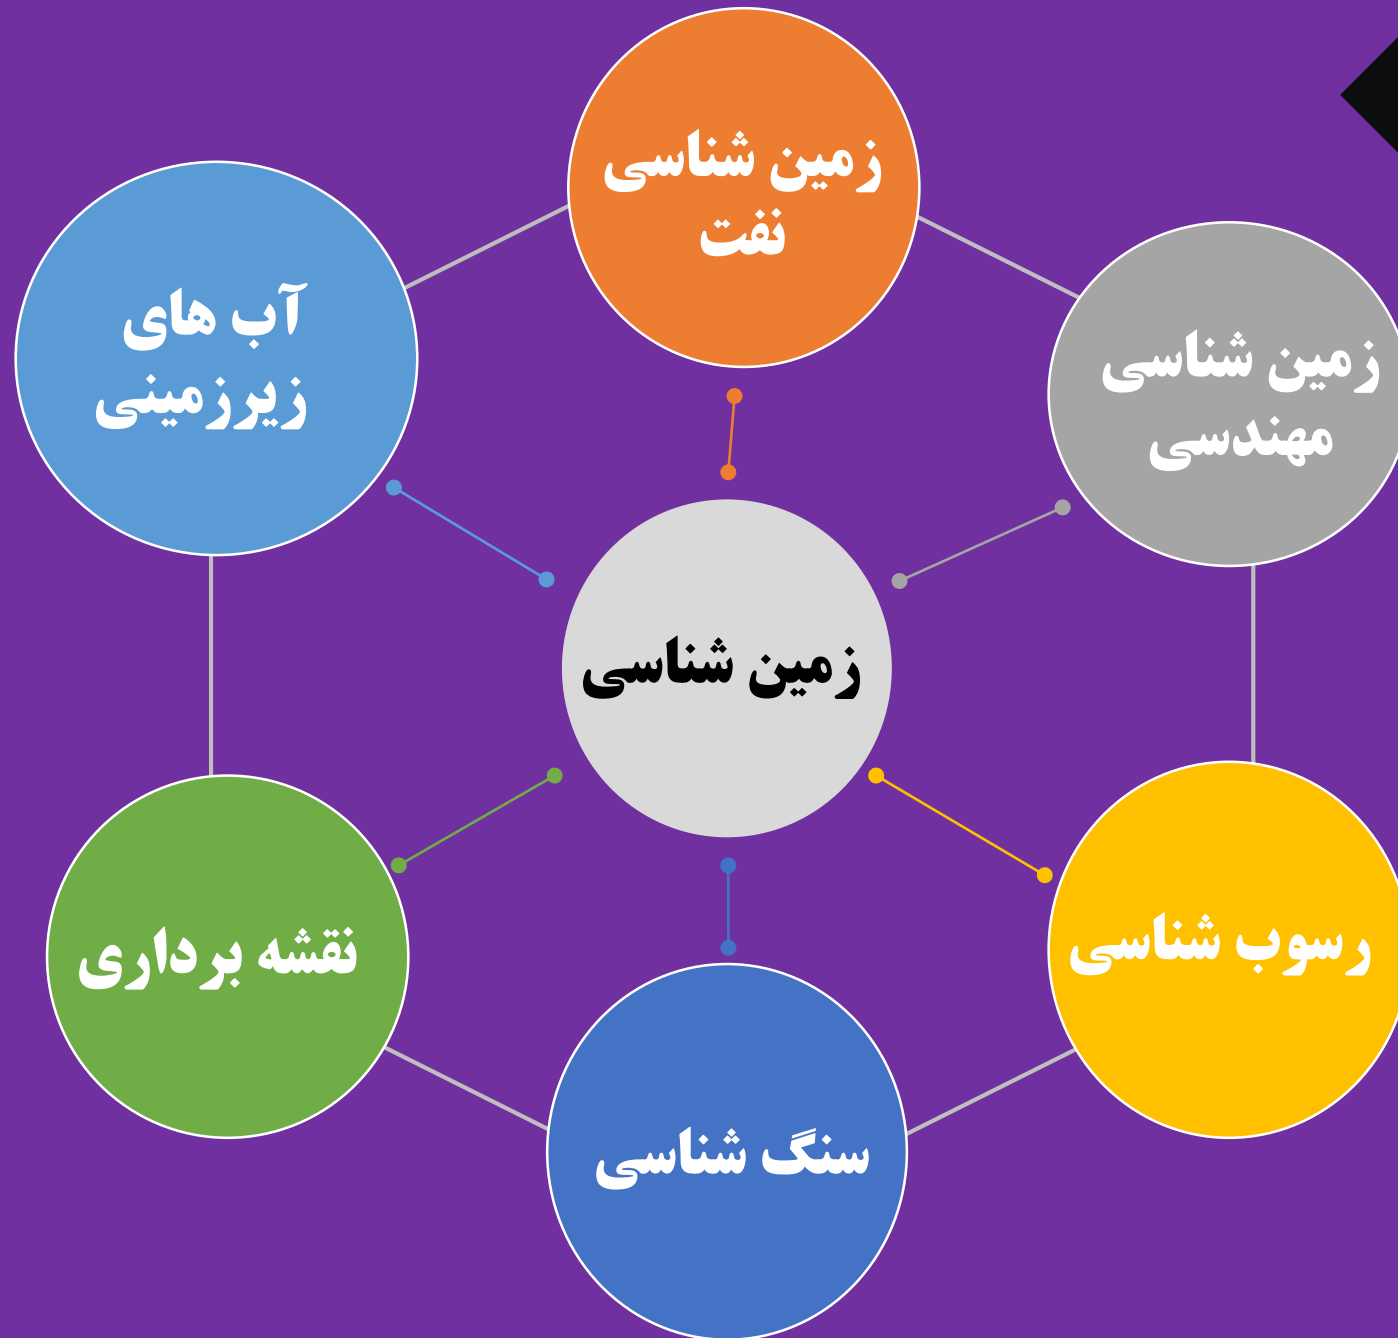 زمین شناسی
نفت
آب های
زیرزمینی
زمین شناسی
مهندسی
زمین شناسی
نقشه برداری
رسوب شناسی
سنگ شناسی